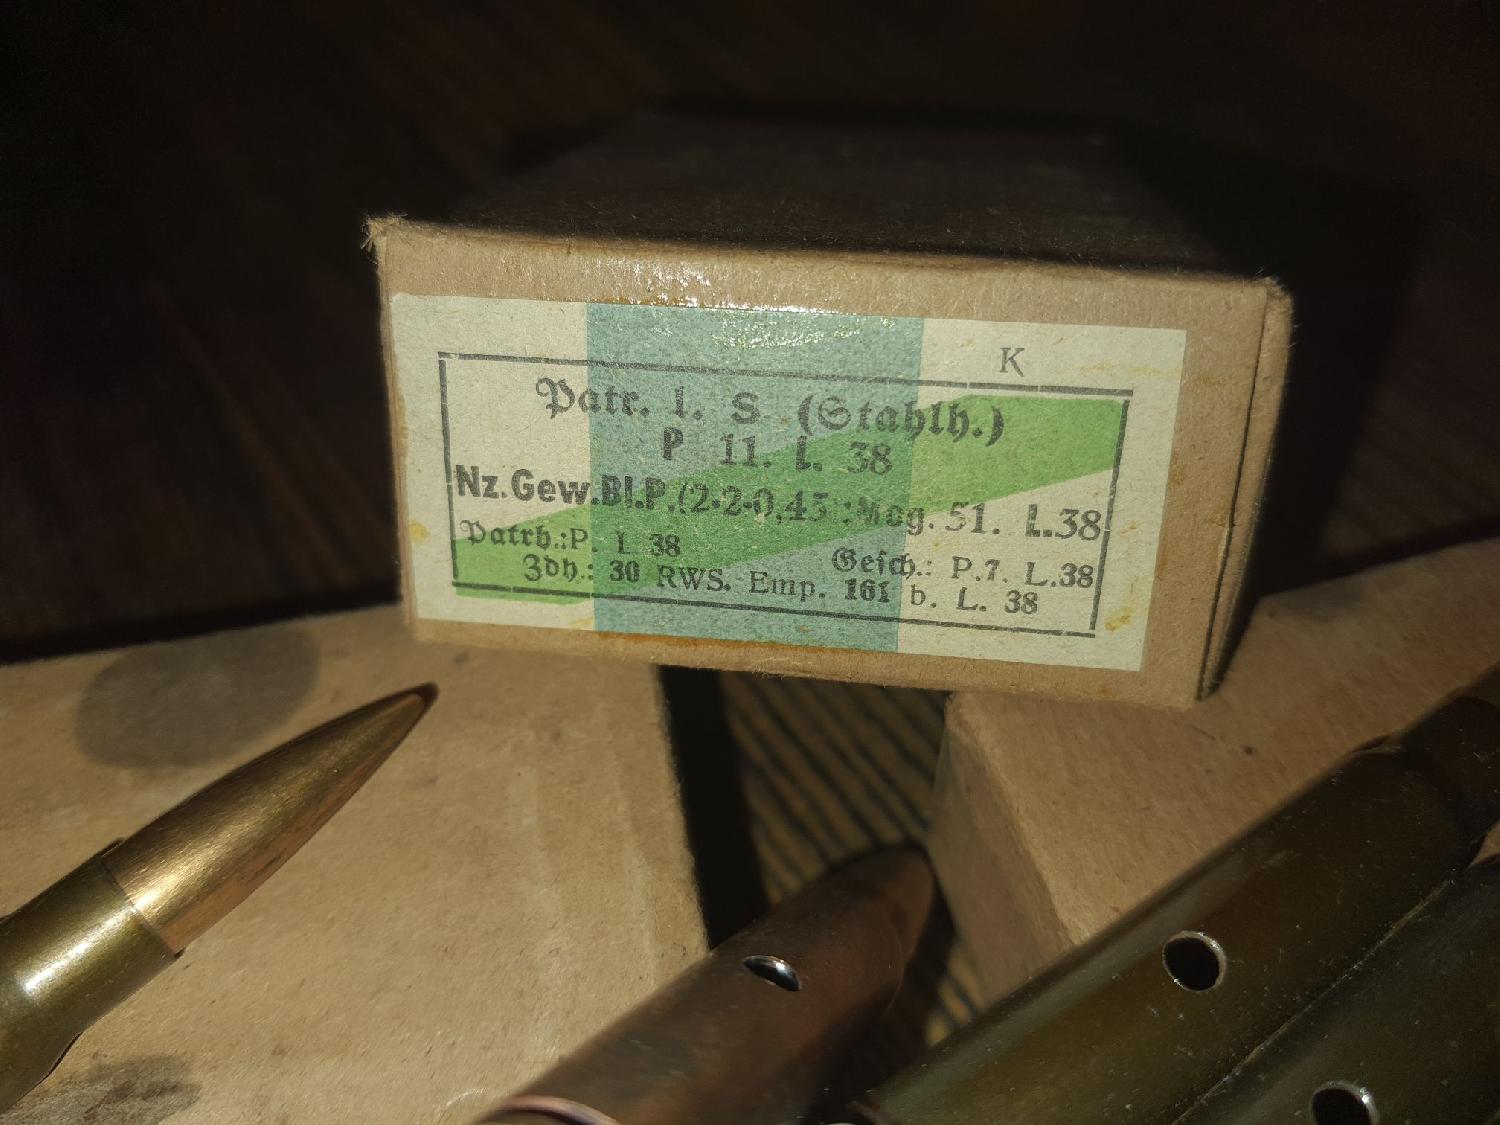 K
Patr. l. S. (Stahlh.)
P 11. L. 38
Nz.Gew.Bl.P.(2·2·0,45):Mog. 51. L.38
Patrh.:P. L 38 Gesch.: P.7. L.38
Zdh.: 30 RWS. Emp. 161 b. L. 38